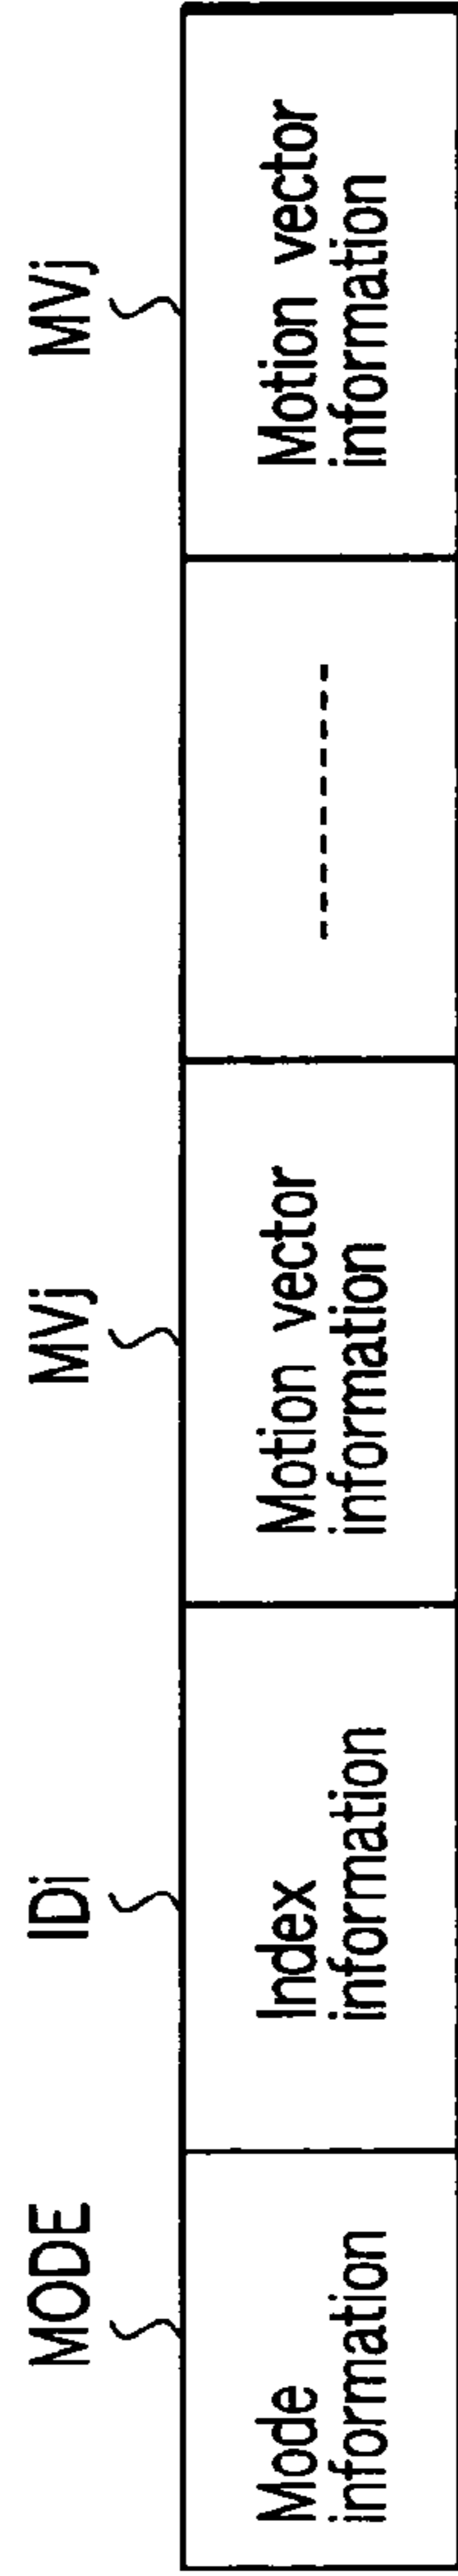 MODE
IDi
MVj
MVj
Mode
information
Index
information
Motion vector
information
---------
Motion vector
information